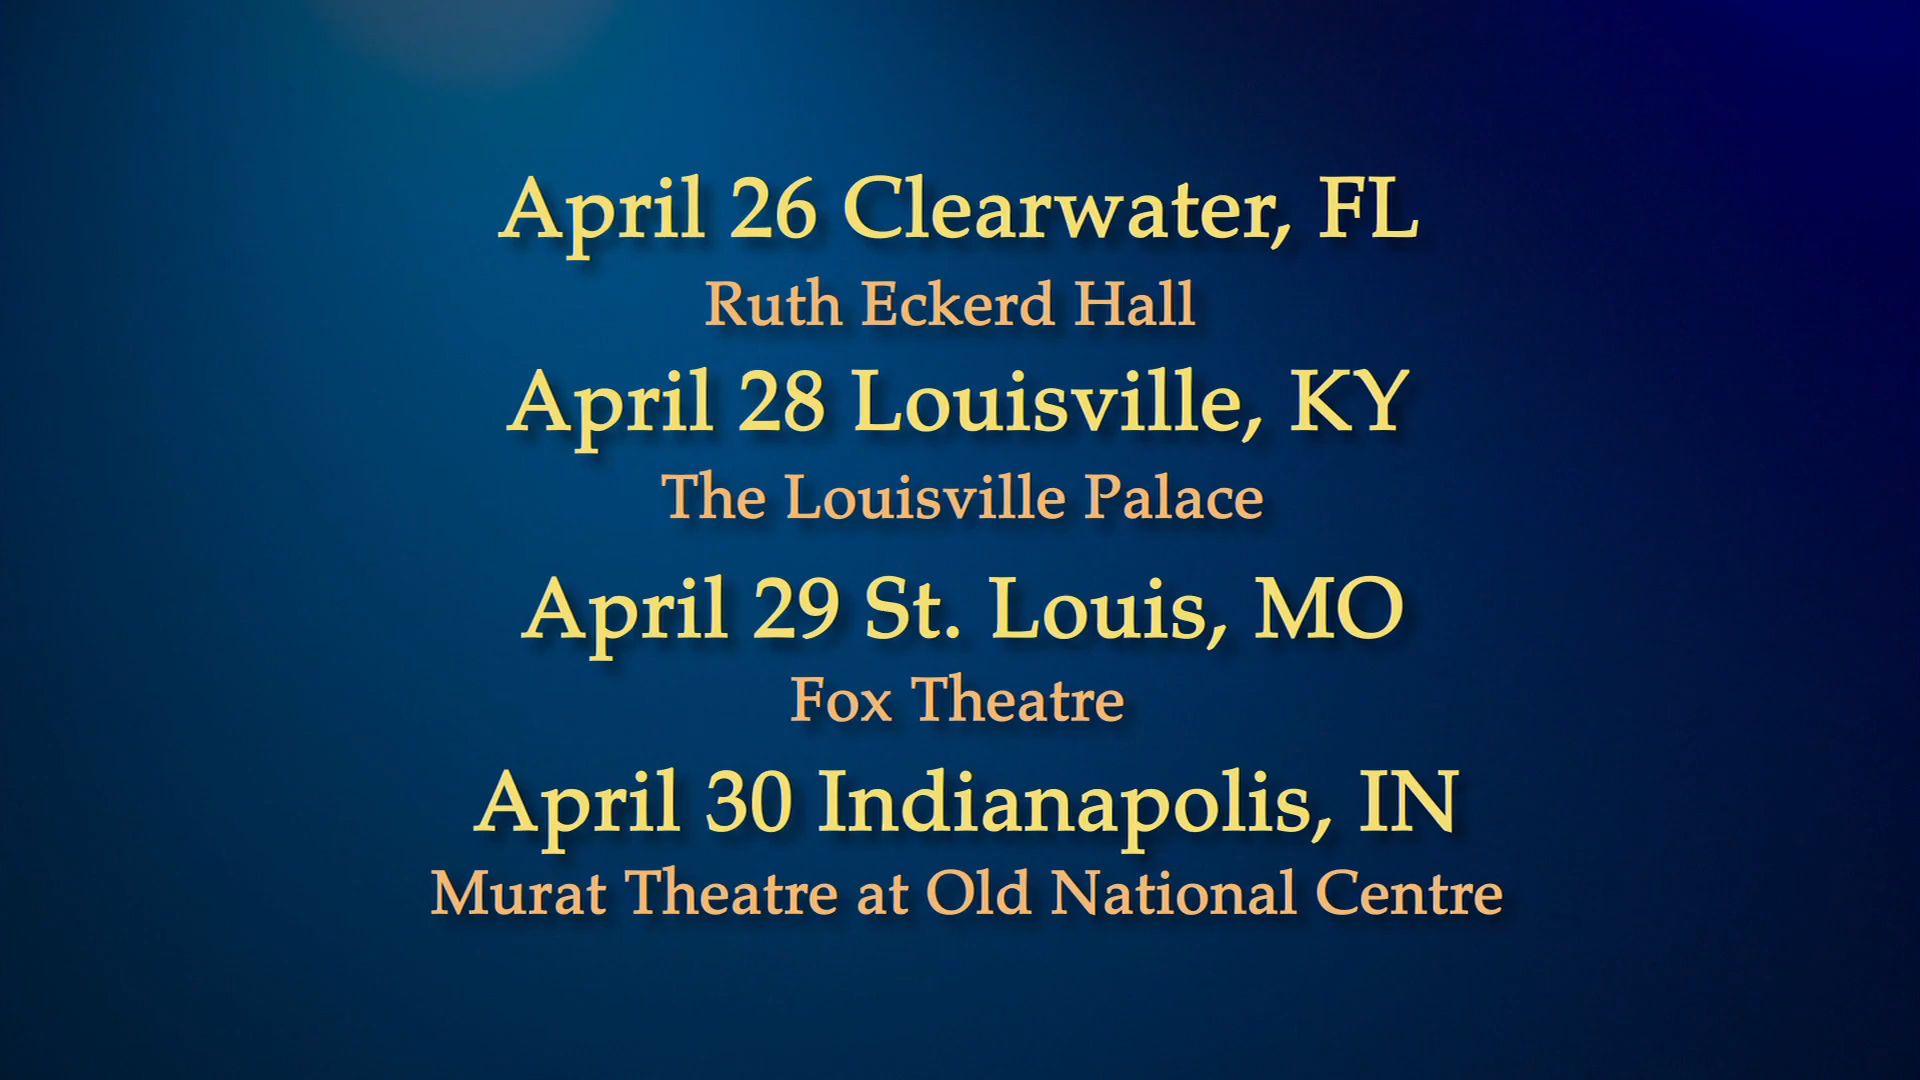 April 26 Clearwater, FL
Ruth Eckerd Hall
April 28 Louisville, KY
The Louisville Palace
April 29 St. Louis, MO
Fox Theatre
April 30 Indianapolis, IN
Murat Theatre at Old National Centre